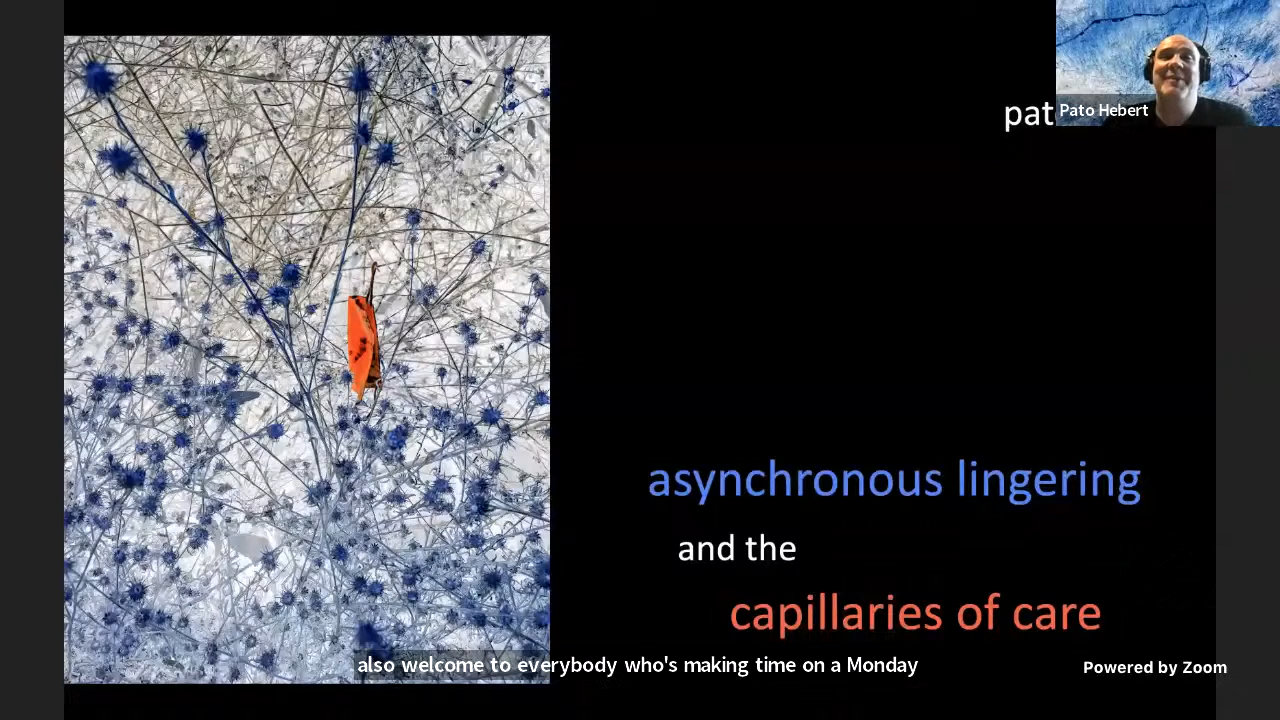 pat
Pato Hebert
asynchronous lingering
and the
capillaries of care
also welcome to everybody who's making time on a Monday
Powered by Zoom